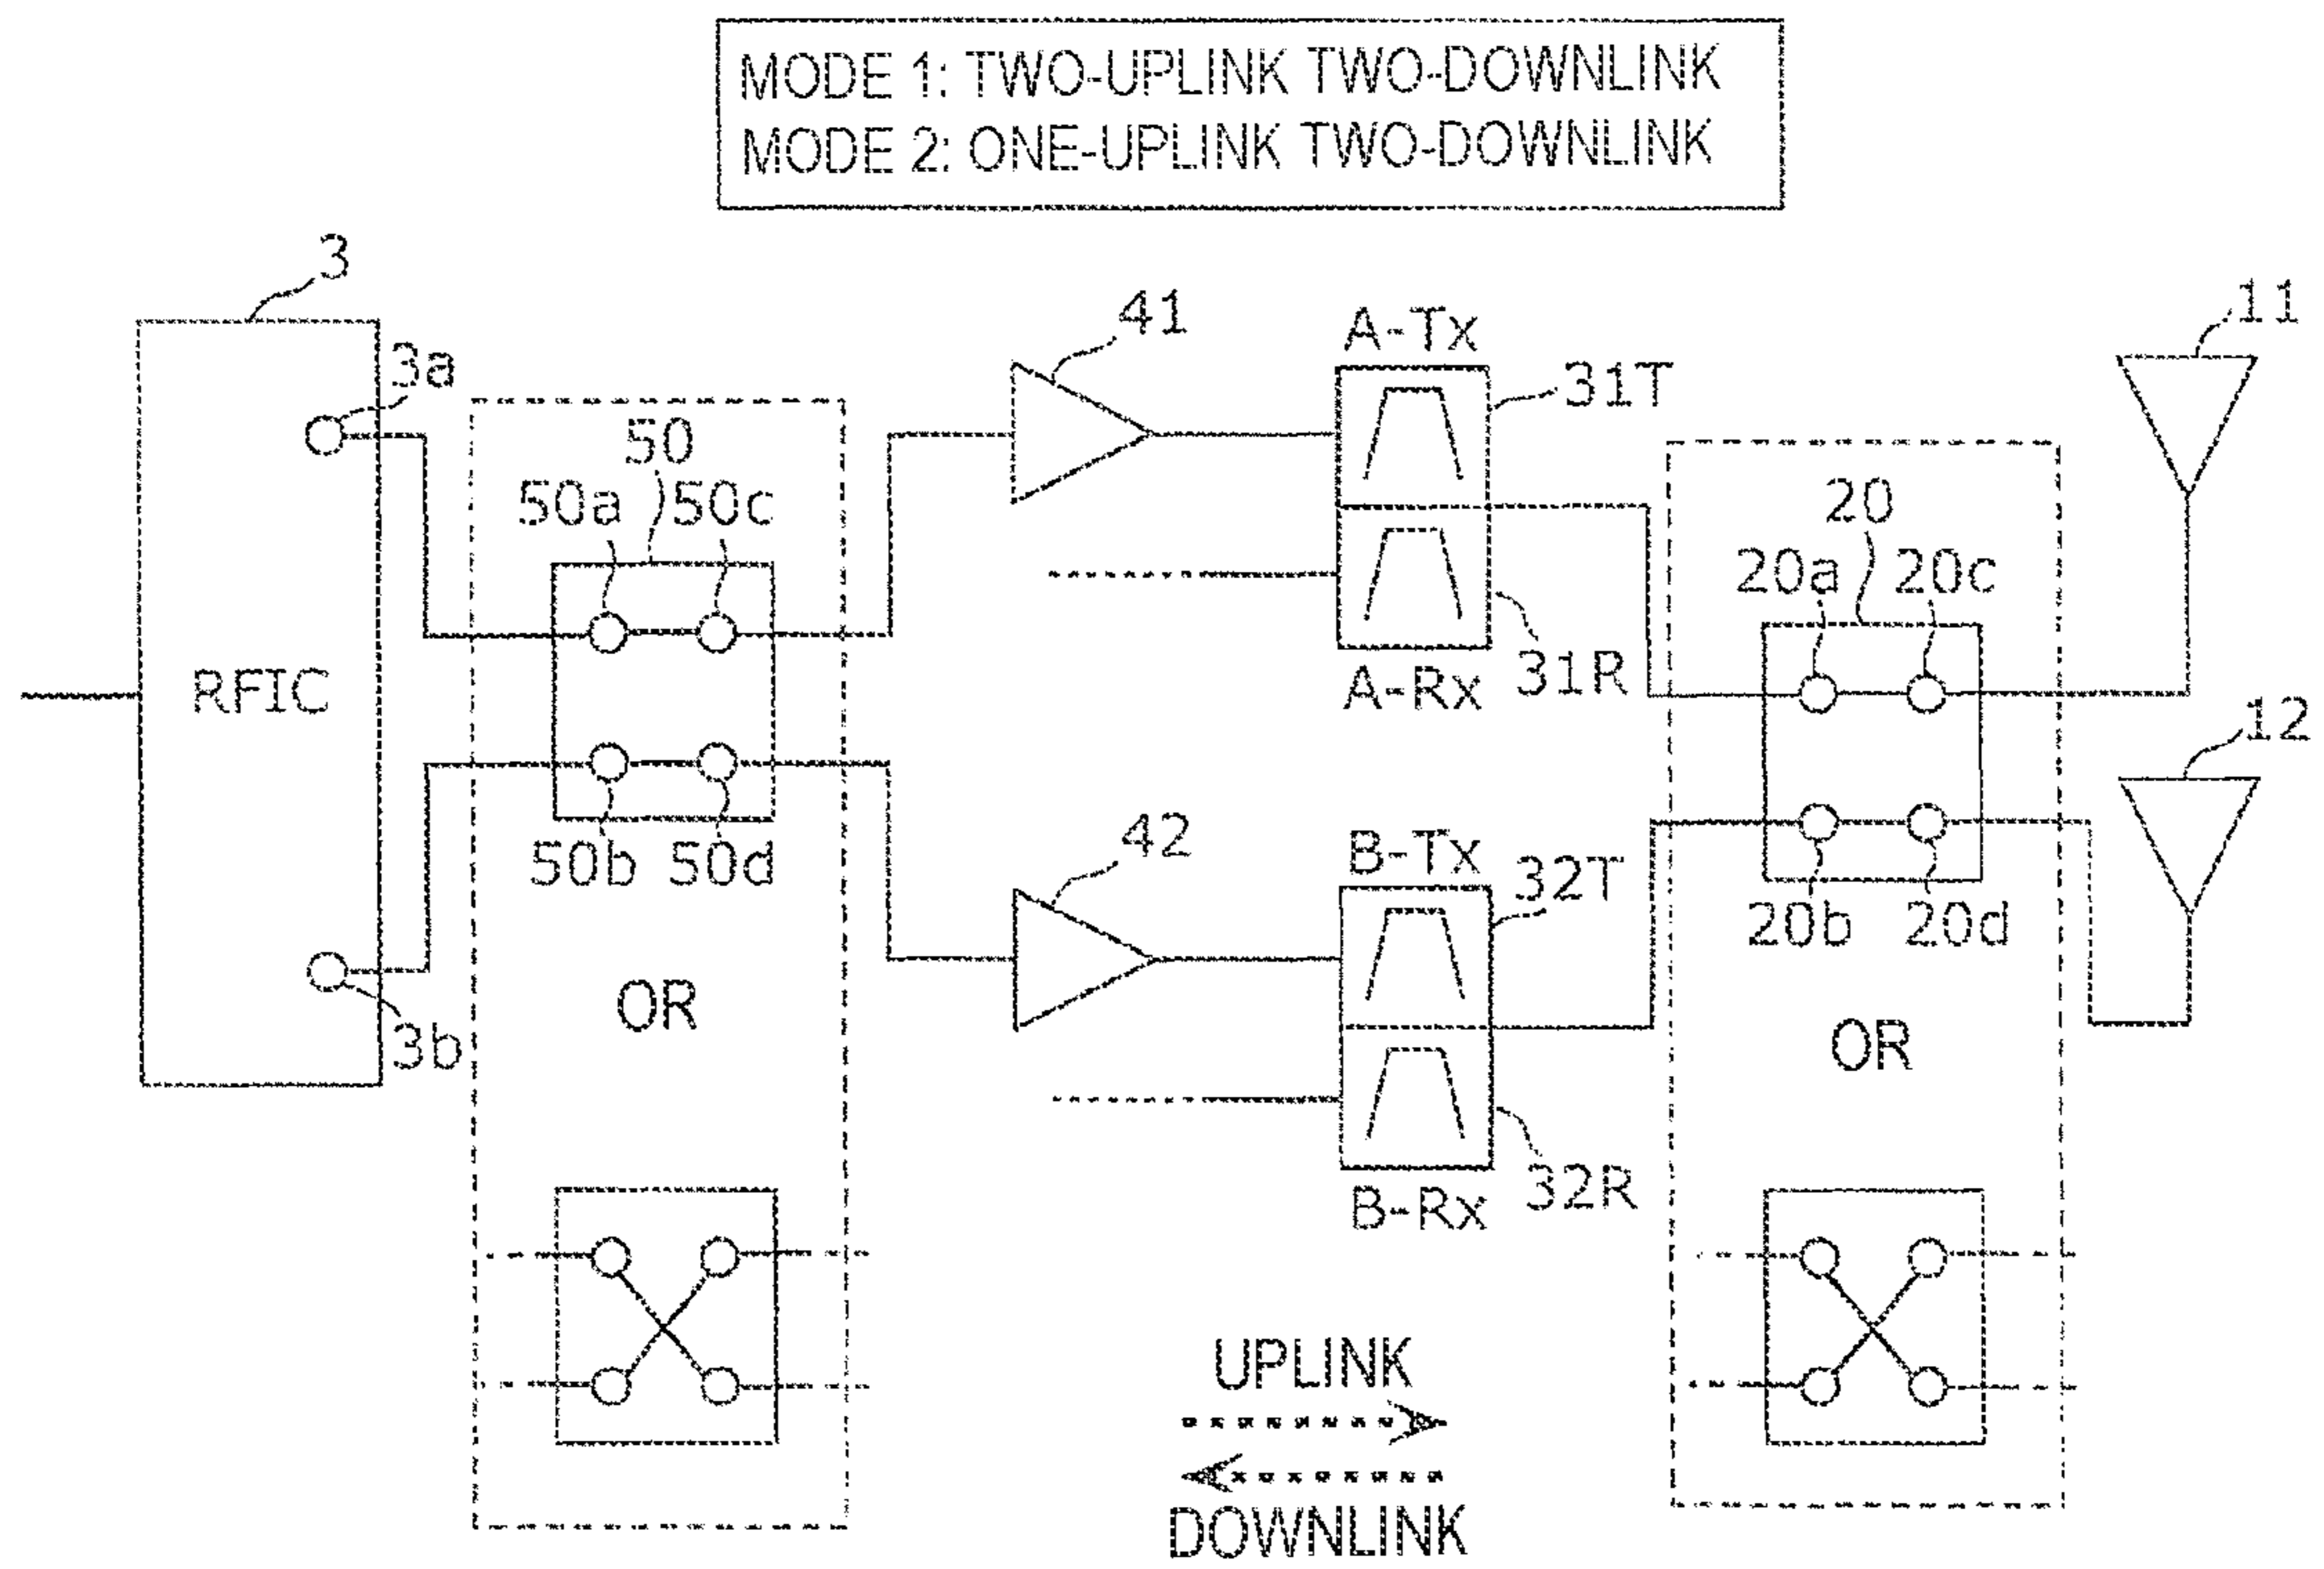 MODE 1: TWO-UPLINK TWO-DOWNLINK
MODE 2: ONE-UPLINK TWO-DOWNLINK
3
3a
RFIC
3b
50
50a
50c
50b
50d
OR
41
42
A-Tx
31T
31R
A-Rx
B-Tx
32T
32R
B-Rx
20
20a
20c
20b
20d
OR
11
12
UPLINK
DOWNLINK